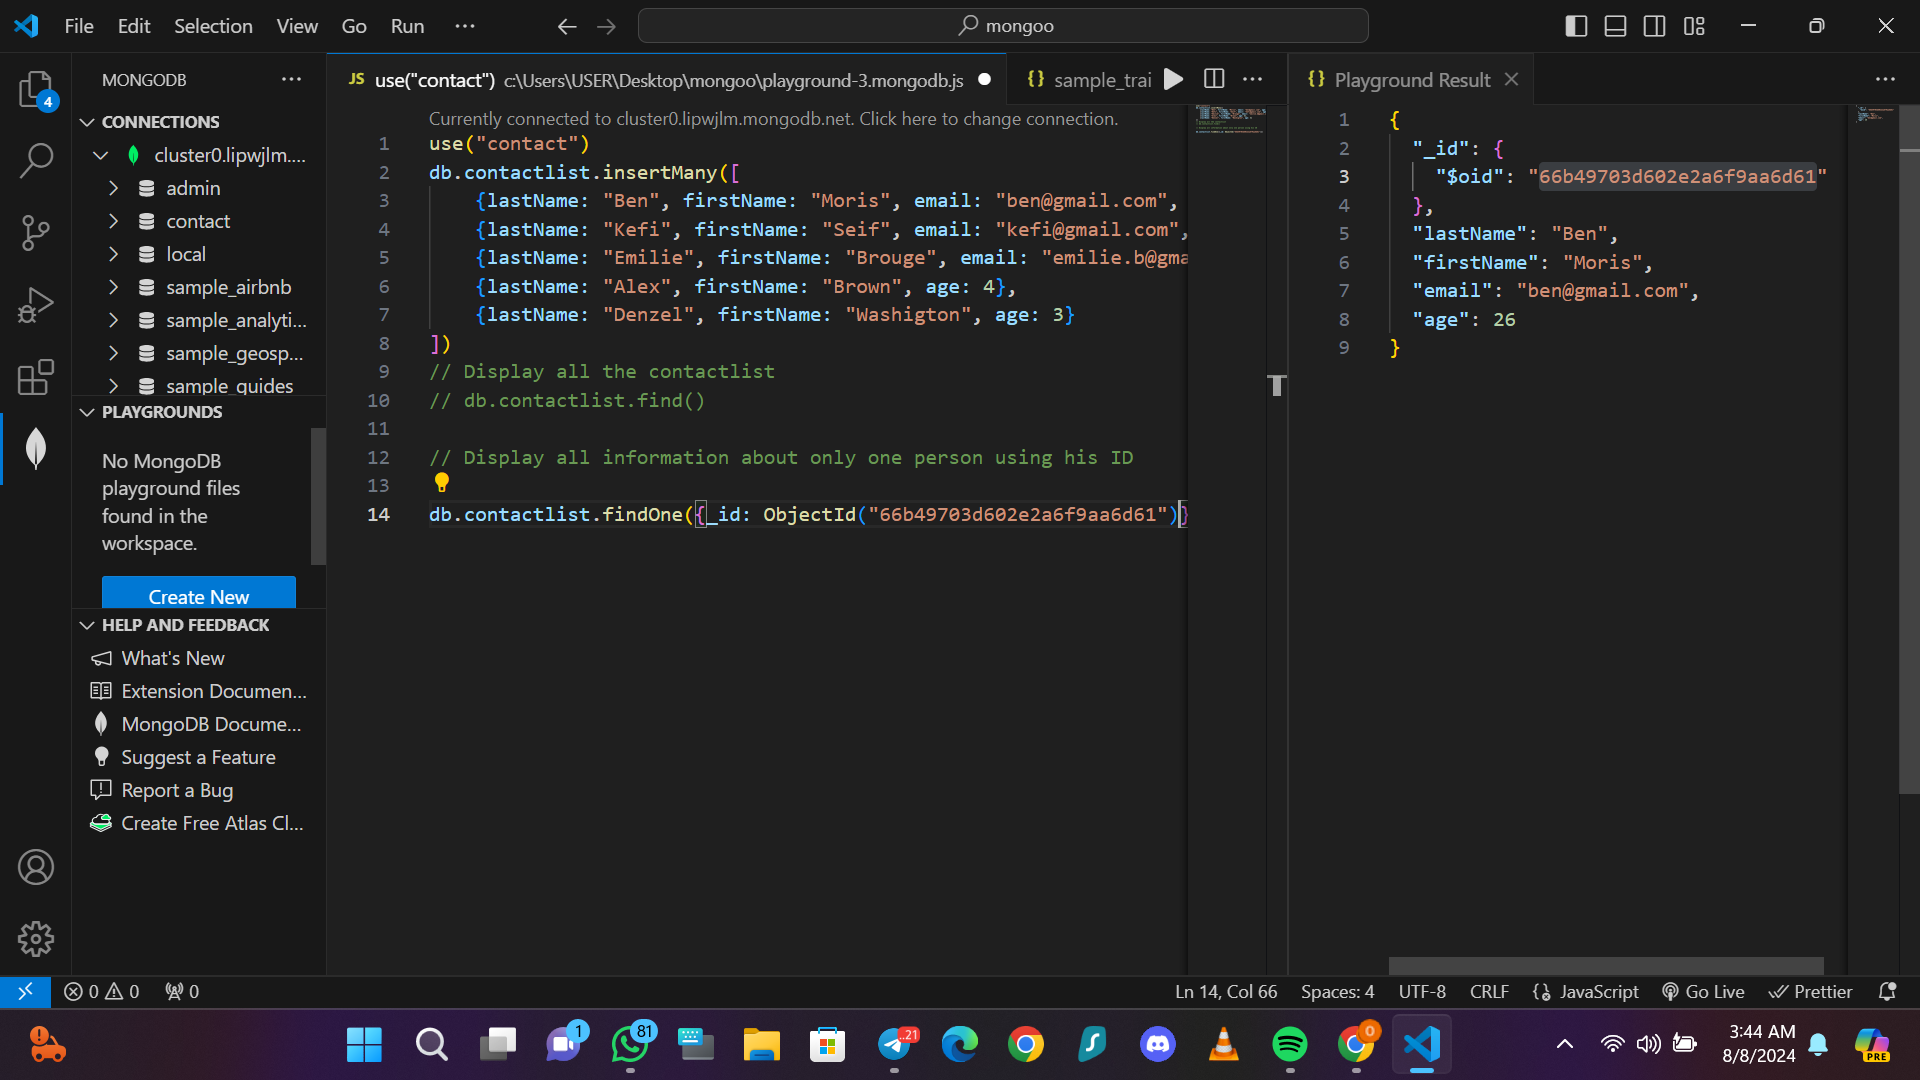 File Edit Selection View Go Run ···
mongoo
4
MONGODB
CONNECTIONS
cluster0.lipwjlm....
admin
contact
local
sample_airbnb
sample_analyti...
sample_geosp...
sample_guides
PLAYGROUNDS
No MongoDB
playground files
found in the
workspace.
Create New
HELP AND FEEDBACK
What's New
Extension Documen...
MongoDB Docume...
Suggest a Feature
Report a Bug
Create Free Atlas Cl...
JS use("contact") c:\Users\USER\Desktop\mongoo\playground-3.mongodb.js
{} sample_trai
Currently connected to cluster0.lipwjlm.mongodb.net. Click here to change connection.
1 use("contact")
2 db.contactlist.insertMany([
3 {lastName: "Ben", firstName: "Moris", email: "ben@gmail.com",
4 {lastName: "Kefi", firstName: "Seif", email: "kefi@gmail.com",
5 {lastName: "Emilie", firstName: "Brouge", email: "emilie.b@gma
6 {lastName: "Alex", firstName: "Brown", age: 4},
7 {lastName: "Denzel", firstName: "Washigton", age: 3}
8 ])
9 // Display all the contactlist
10 // db.contactlist.find()
11
12 // Display all information about only one person using his ID
13
14 db.contactlist.findOne({_id: ObjectId("66b49703d602e2a6f9aa6d61")}
{} Playground Result
1 {
2 "_id": {
3 "$oid": "66b49703d602e2a6f9aa6d61"
4 },
5 "lastName": "Ben",
6 "firstName": "Moris",
7 "email": "ben@gmail.com",
8 "age": 26
9 }
0 0 0
Ln 14, Col 66 Spaces: 4 UTF-8 CRLF JavaScript Go Live Prettier
1 81 ..21 0
3:44 AM
8/8/2024
PRE